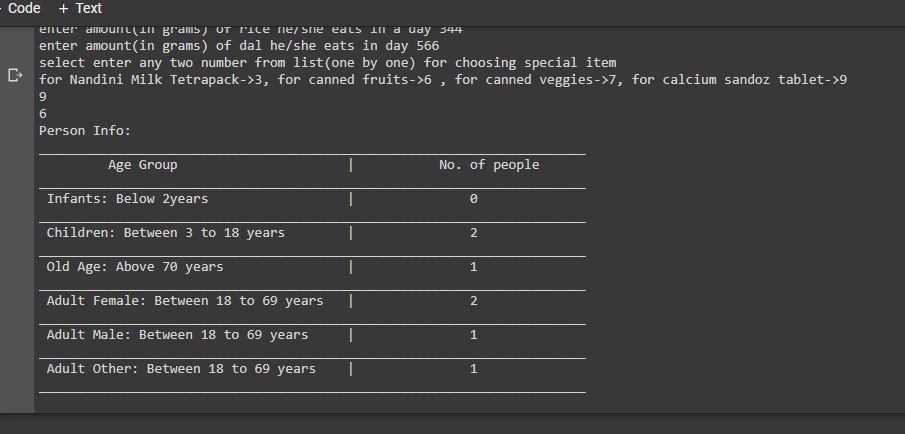 Code + Text
enter amount(in grams) of rice he/she eats in a day 344
enter amount(in grams) of dal he/she eats in day 566
select enter any two number from list(one by one) for choosing special item
for Nandini Milk Tetrapack->3, for canned fruits->6 , for canned veggies->7, for calcium sandoz tablet->9
9
6
Person Info:
Age Group | No. of people
Infants: Below 2years | 0
Children: Between 3 to 18 years | 2
Old Age: Above 70 years | 1
Adult Female: Between 18 to 69 years | 2
Adult Male: Between 18 to 69 years | 1
Adult Other: Between 18 to 69 years | 1